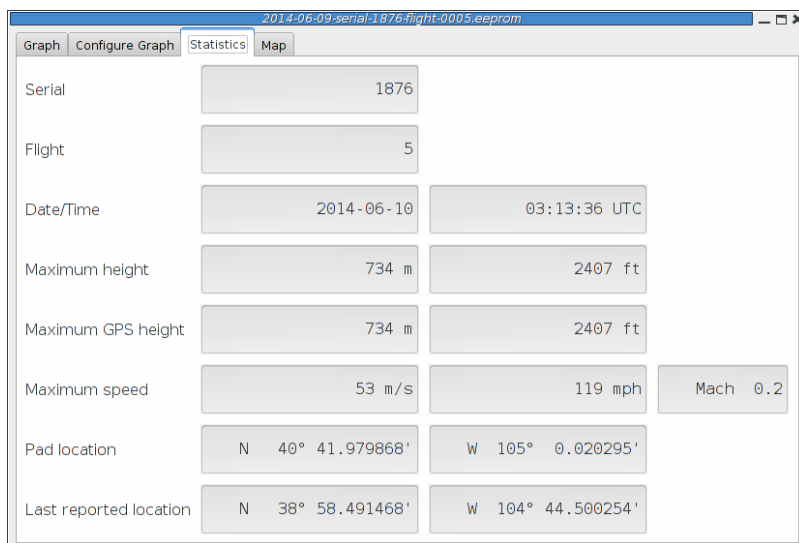 2014-06-09-serial-1876-flight-0005.eeprom
Graph Configure Graph Statistics Map
Serial 1876
Flight 5
Date/Time 2014-06-10 03:13:36 UTC
Maximum height 734 m 2407 ft
Maximum GPS height 734 m 2407 ft
Maximum speed 53 m/s 119 mph Mach 0.2
Pad location N 40° 41.979868' W 105° 0.020295'
Last reported location N 38° 58.491468' W 104° 44.500254'